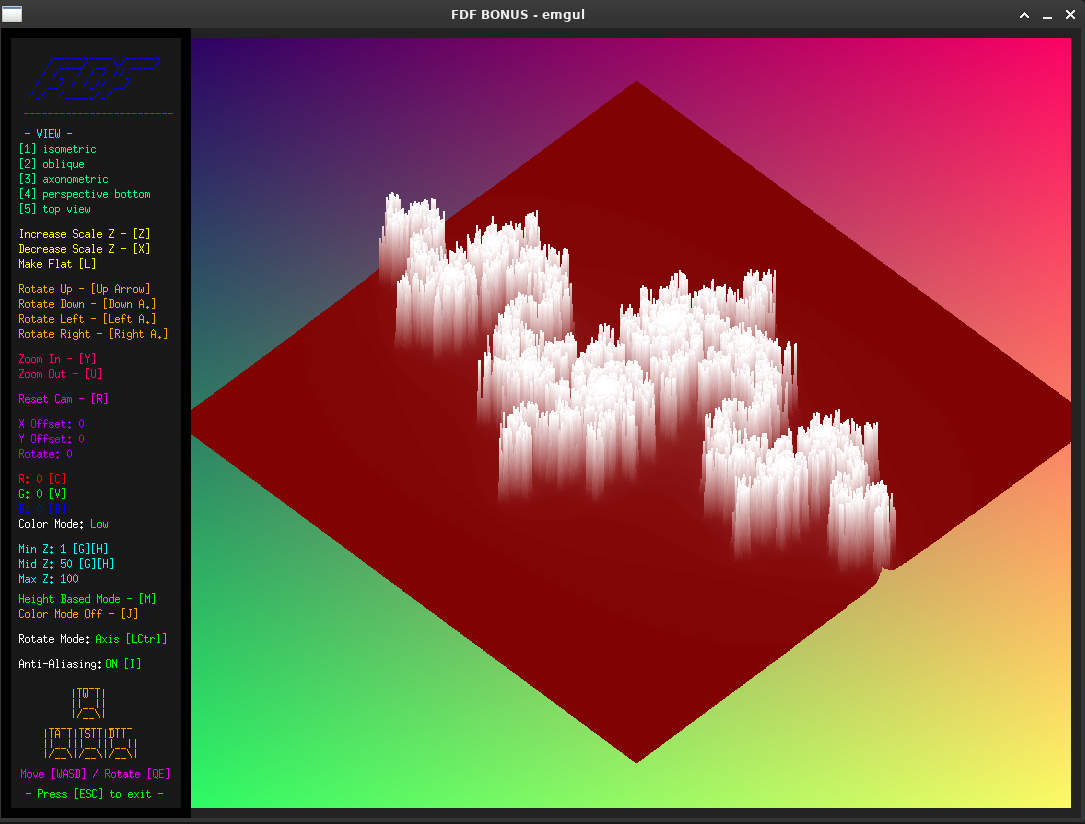 FDF BONUS - emgul
FDF
- VIEW -
[1] isometric
[2] oblique
[3] axonometric
[4] perspective bottom
[5] top view
Increase Scale Z - [Z]
Decrease Scale Z - [X]
Make Flat [L]
Rotate Up - [Up Arrow]
Rotate Down - [Down A.]
Rotate Left - [Left A.]
Rotate Right - [Right A.]
Zoom In - [Y]
Zoom Out - [U]
Reset Cam - [R]
X Offset: 0
Y Offset: 0
Rotate: 0
R: 0 [C]
G: 0 [V]
Color Mode: Low
Min Z: 1 [G][H]
Mid Z: 50 [G][H]
Max Z: 100
Height Based Mode - [M]
Color Mode Off - [J]
Rotate Mode: Axis [LCtrl]
Anti-Aliasing: ON [I]
W
A S D
Move [WASD] / Rotate [QE]
- Press [ESC] to exit -